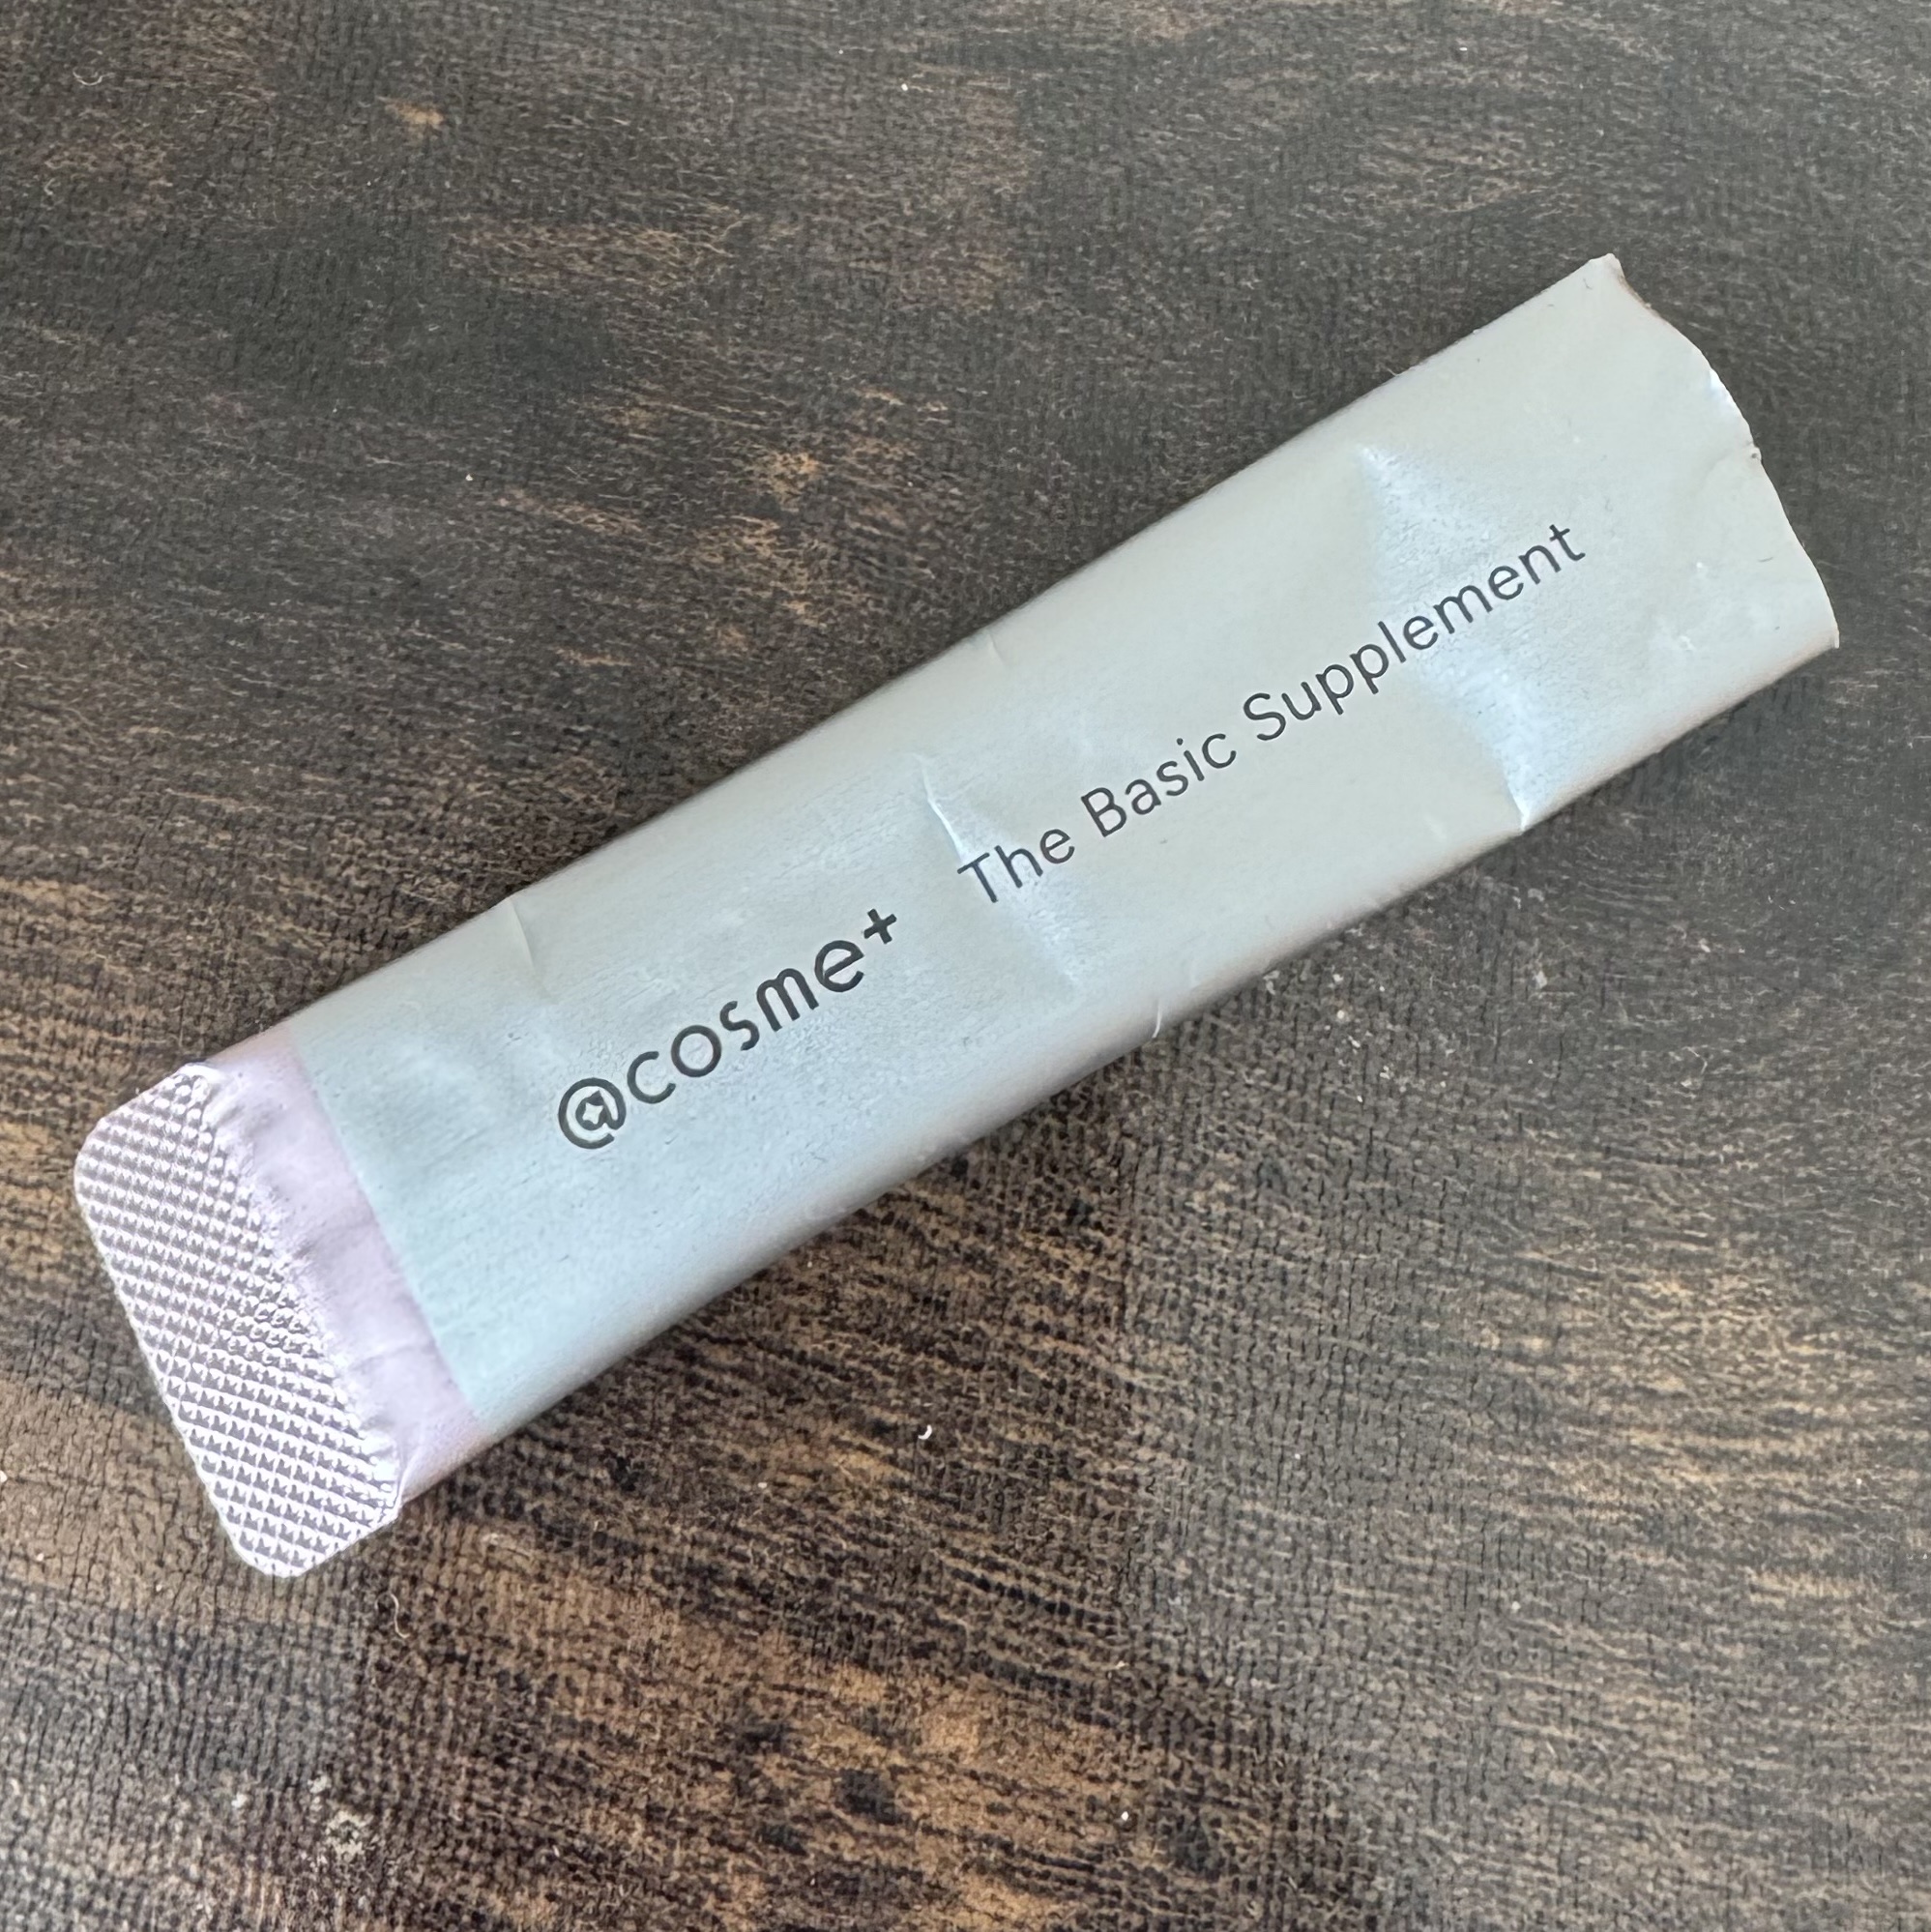 @cosme+ The Basic Supplement